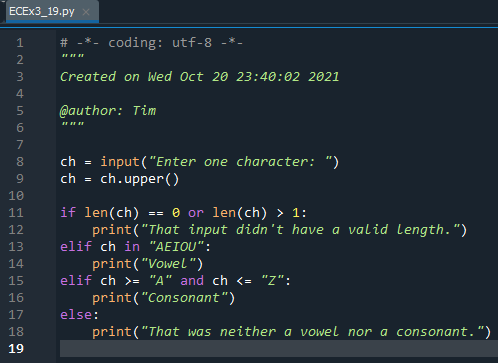 ECEx3_19.py ×
1 # -*- coding: utf-8 -*-
2 """
3 Created on Wed Oct 20 23:40:02 2021
4
5 @author: Tim
6 """
7
8 ch = input("Enter one character: ")
9 ch = ch.upper()
10
11 if len(ch) == 0 or len(ch) > 1:
12     print("That input didn't have a valid length.")
13 elif ch in "AEIOU":
14     print("Vowel")
15 elif ch >= "A" and ch <= "Z":
16     print("Consonant")
17 else:
18     print("That was neither a vowel nor a consonant.")
19